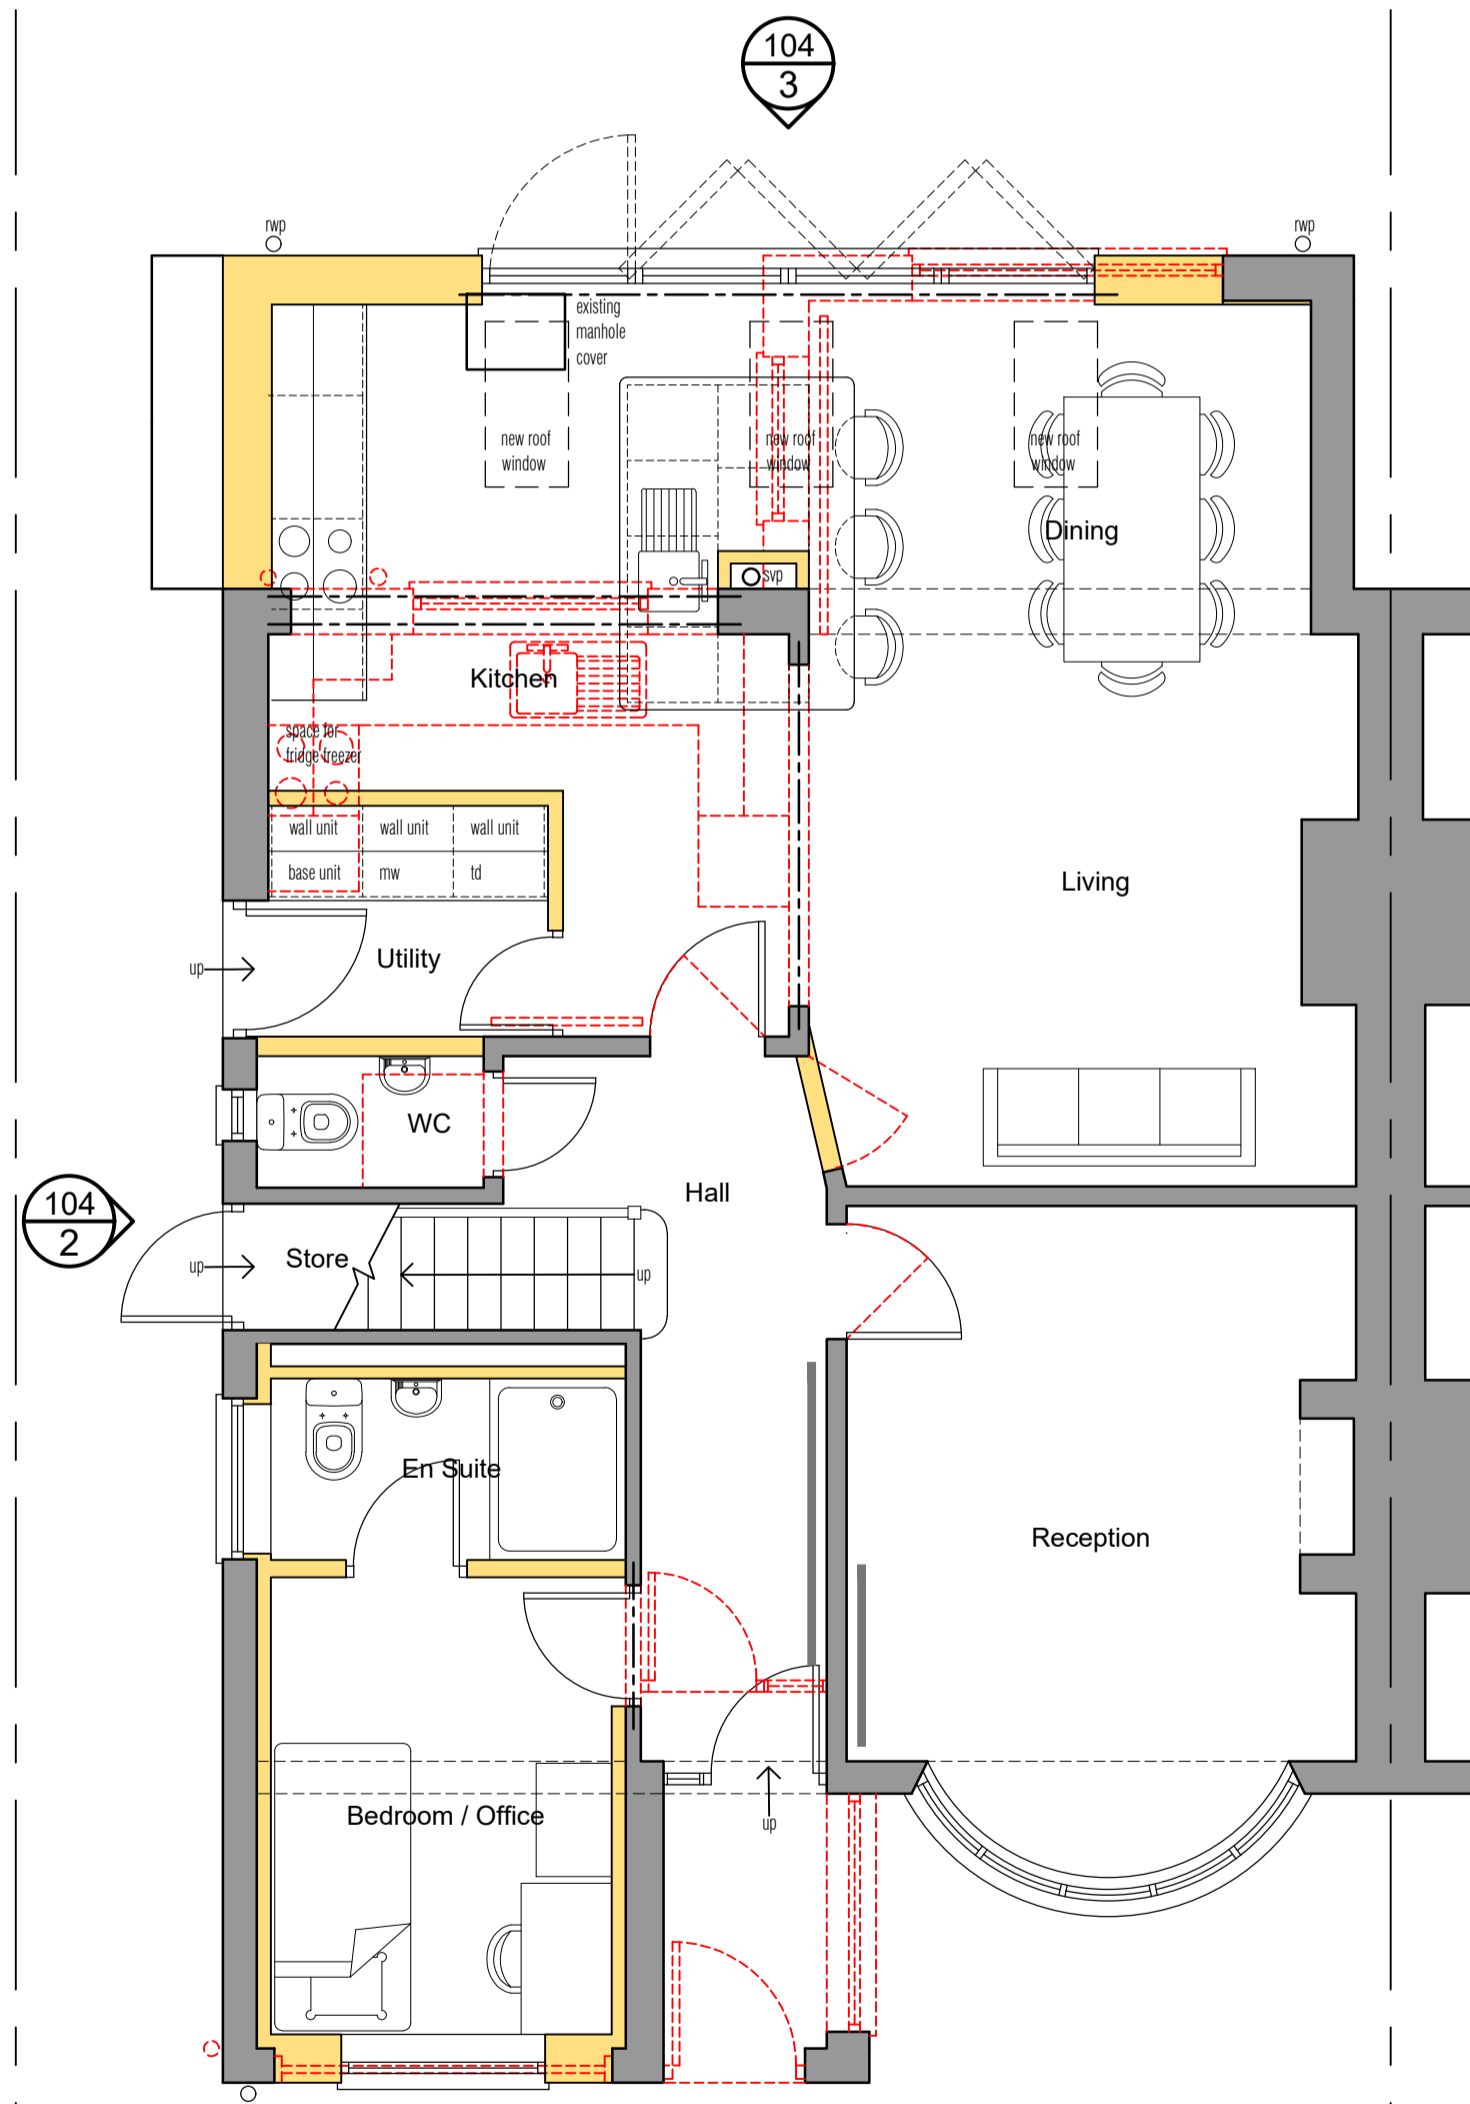 104
3
rwp
rwp
existing
manhole
cover
new roof
window
new roof
window
new roof
window
Dining
svp
Kitchen
space for
fridge freezer
wall unit
wall unit
wall unit
base unit
mw
td
Living
Utility
up
WC
Hall
104
2
Store
up
up
En Suite
Reception
Bedroom / Office
up